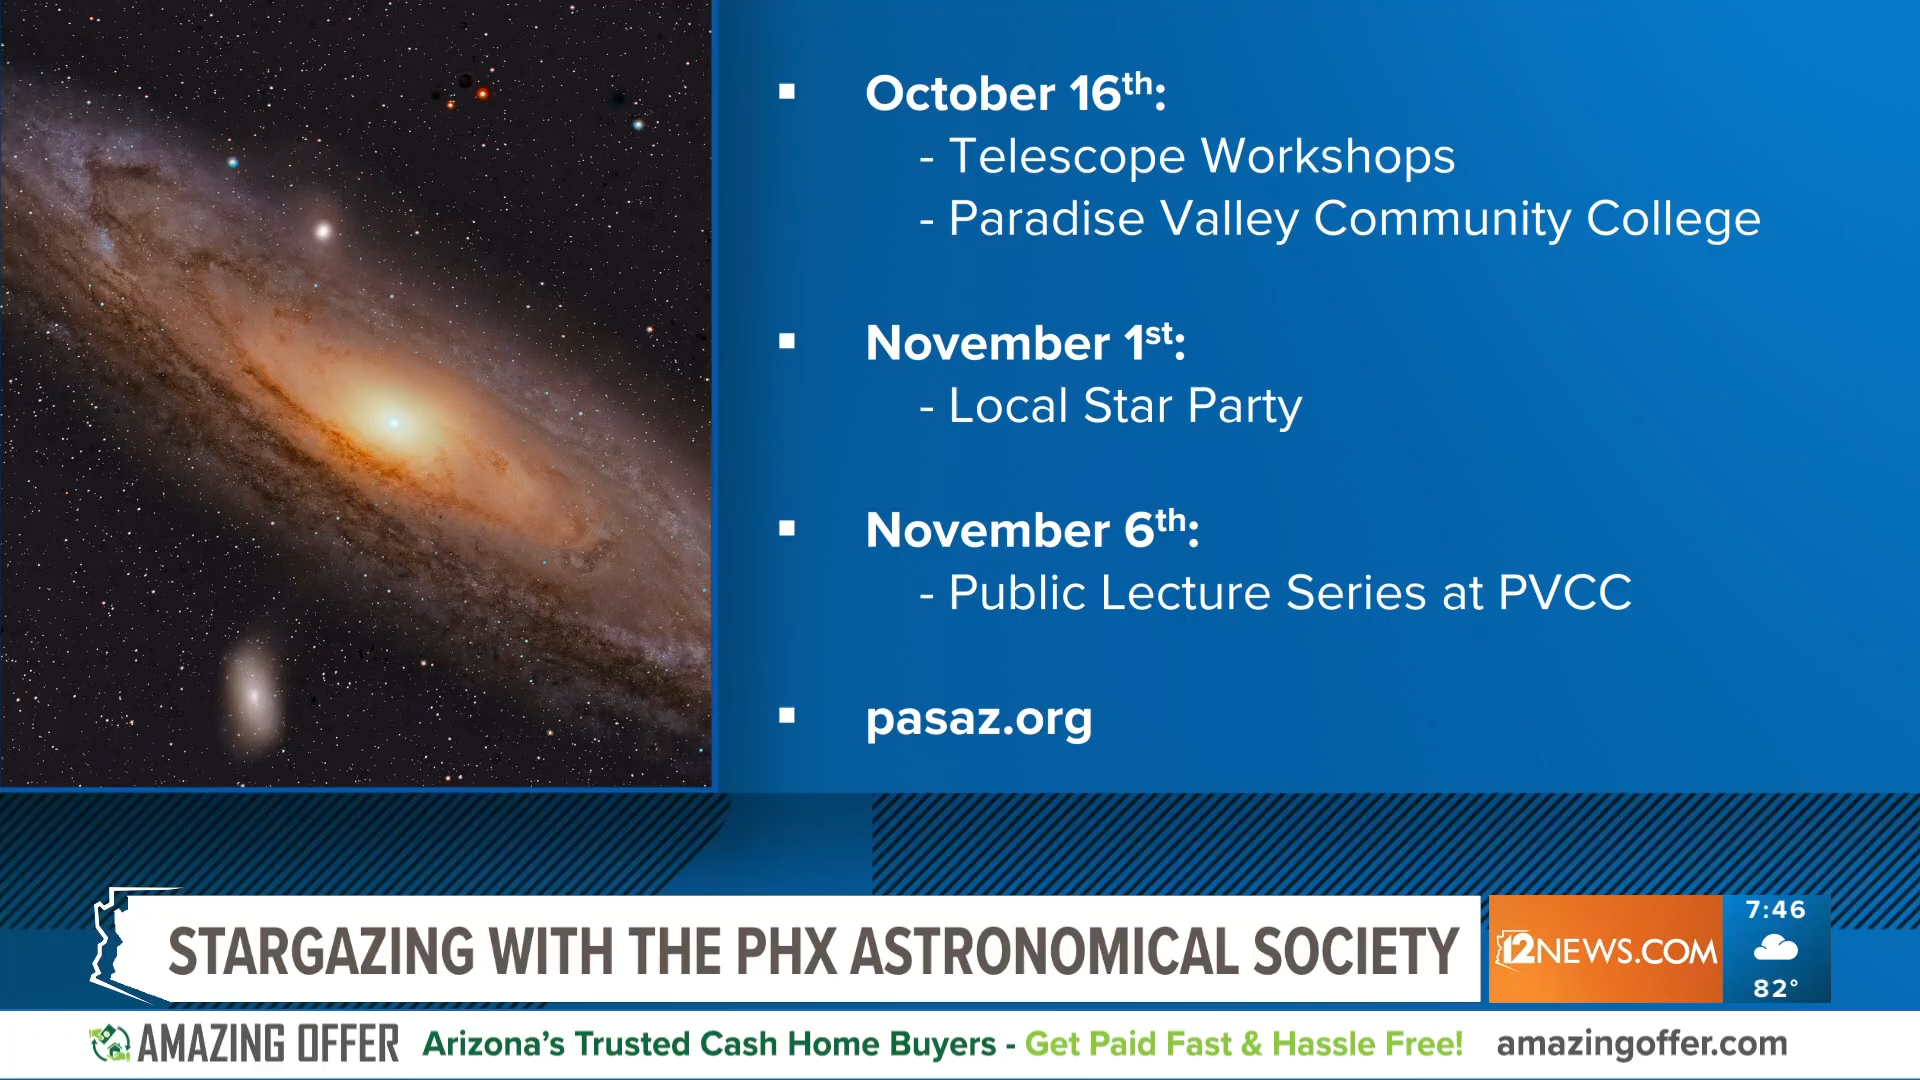 ▪ October 16th:
- Telescope Workshops
- Paradise Valley Community College
▪ November 1st:
- Local Star Party
▪ November 6th:
- Public Lecture Series at PVCC
▪ pasaz.org
STARGAZING WITH THE PHX ASTRONOMICAL SOCIETY
12NEWS.COM
7:46
82°
AMAZING OFFER Arizona's Trusted Cash Home Buyers - Get Paid Fast & Hassle Free! amazingoffer.com